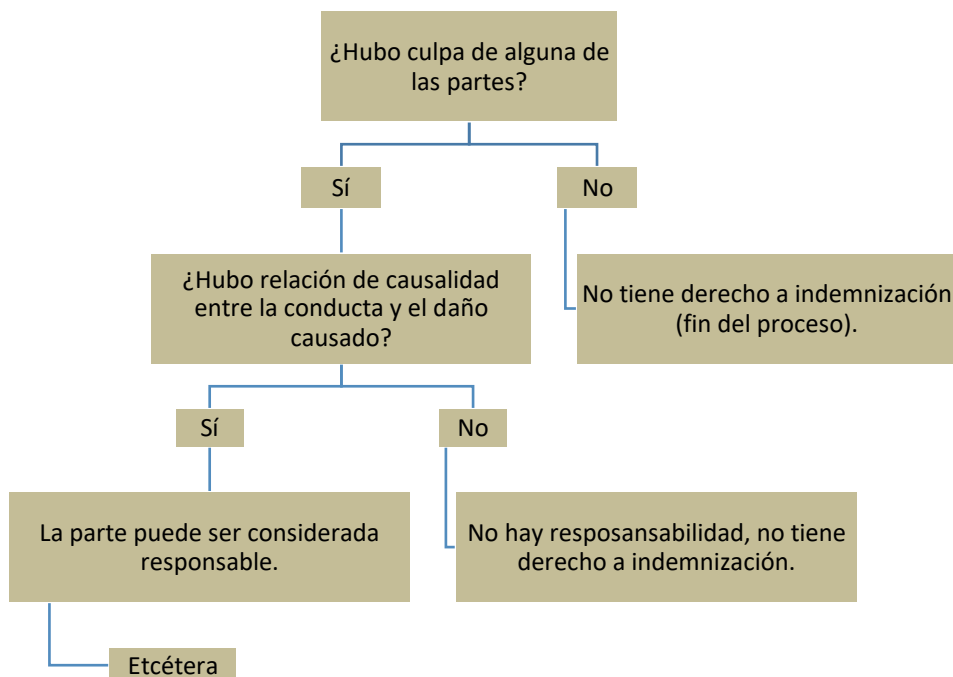 ¿Hubo culpa de alguna de
las partes?
Sí
No
¿Hubo relación de causalidad
entre la conducta y el daño
causado?
No tiene derecho a indemnización
(fin del proceso).
Sí
No
La parte puede ser considerada
responsable.
No hay resposansabilidad, no tiene
derecho a indemnización.
Etcétera